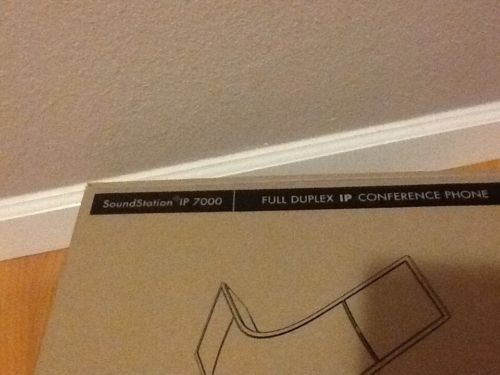 SoundStation® IP 7000 FULL DUPLEX IP CONFERENCE PHONE